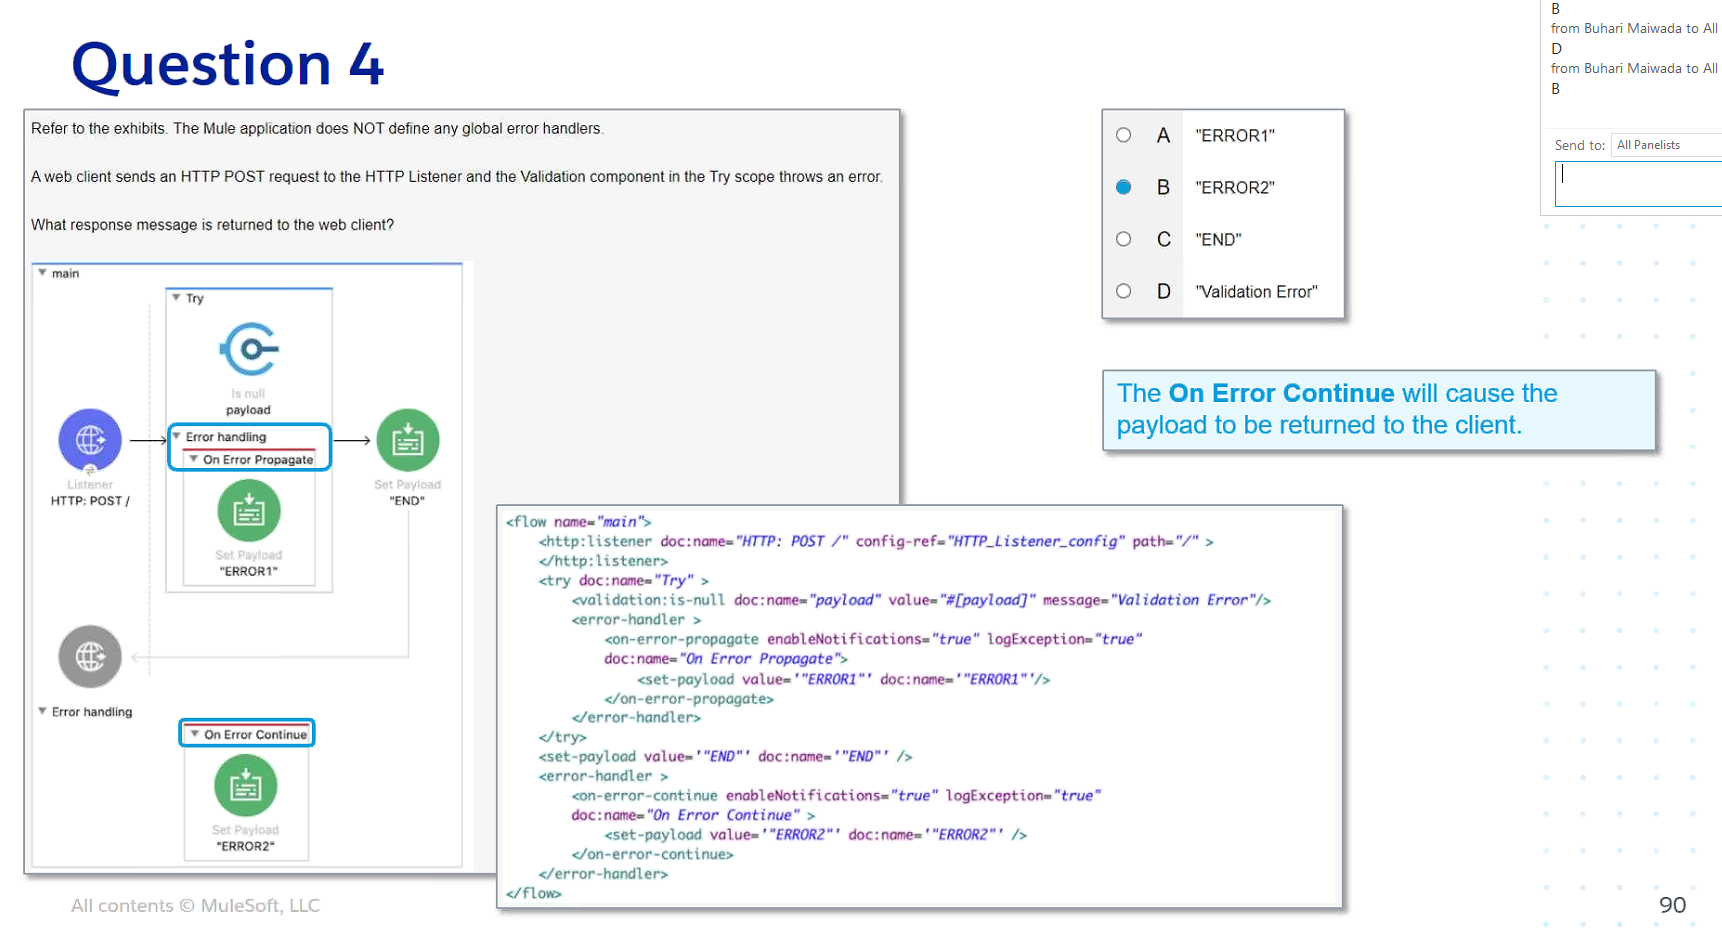 Question 4
Refer to the exhibits. The Mule application does NOT define any global error handlers.
A web client sends an HTTP POST request to the HTTP Listener and the Validation component in the Try scope throws an error.
What response message is returned to the web client?
main
Try
Is null
payload
Error handling
On Error Propagate
Listener
HTTP: POST /
Set Payload
"END"
Set Payload
"ERROR1"
Error handling
On Error Continue
Set Payload
"ERROR2"
A "ERROR1"
B "ERROR2"
C "END"
D "Validation Error"
The On Error Continue will cause the
payload to be returned to the client.
<flow name="main">
<http:listener doc:name="HTTP: POST /" config-ref="HTTP_Listener_config" path="/" >
</http:listener>
<try doc:name="Try" >
<validation:is-null doc:name="payload" value="#[payload]" message="Validation Error"/>
<error-handler >
<on-error-propagate enableNotifications="true" logException="true"
doc:name="On Error Propagate">
<set-payload value='"ERROR1"' doc:name='"ERROR1"'/>
</on-error-propagate>
</error-handler>
</try>
<set-payload value='"END"' doc:name='"END"' />
<error-handler >
<on-error-continue enableNotifications="true" logException="true"
doc:name="On Error Continue" >
<set-payload value='"ERROR2"' doc:name='"ERROR2"' />
</on-error-continue>
</error-handler>
</flow>
B
from Buhari Maiwada to All
D
from Buhari Maiwada to All
B
Send to: All Panelists
All contents © MuleSoft, LLC
90